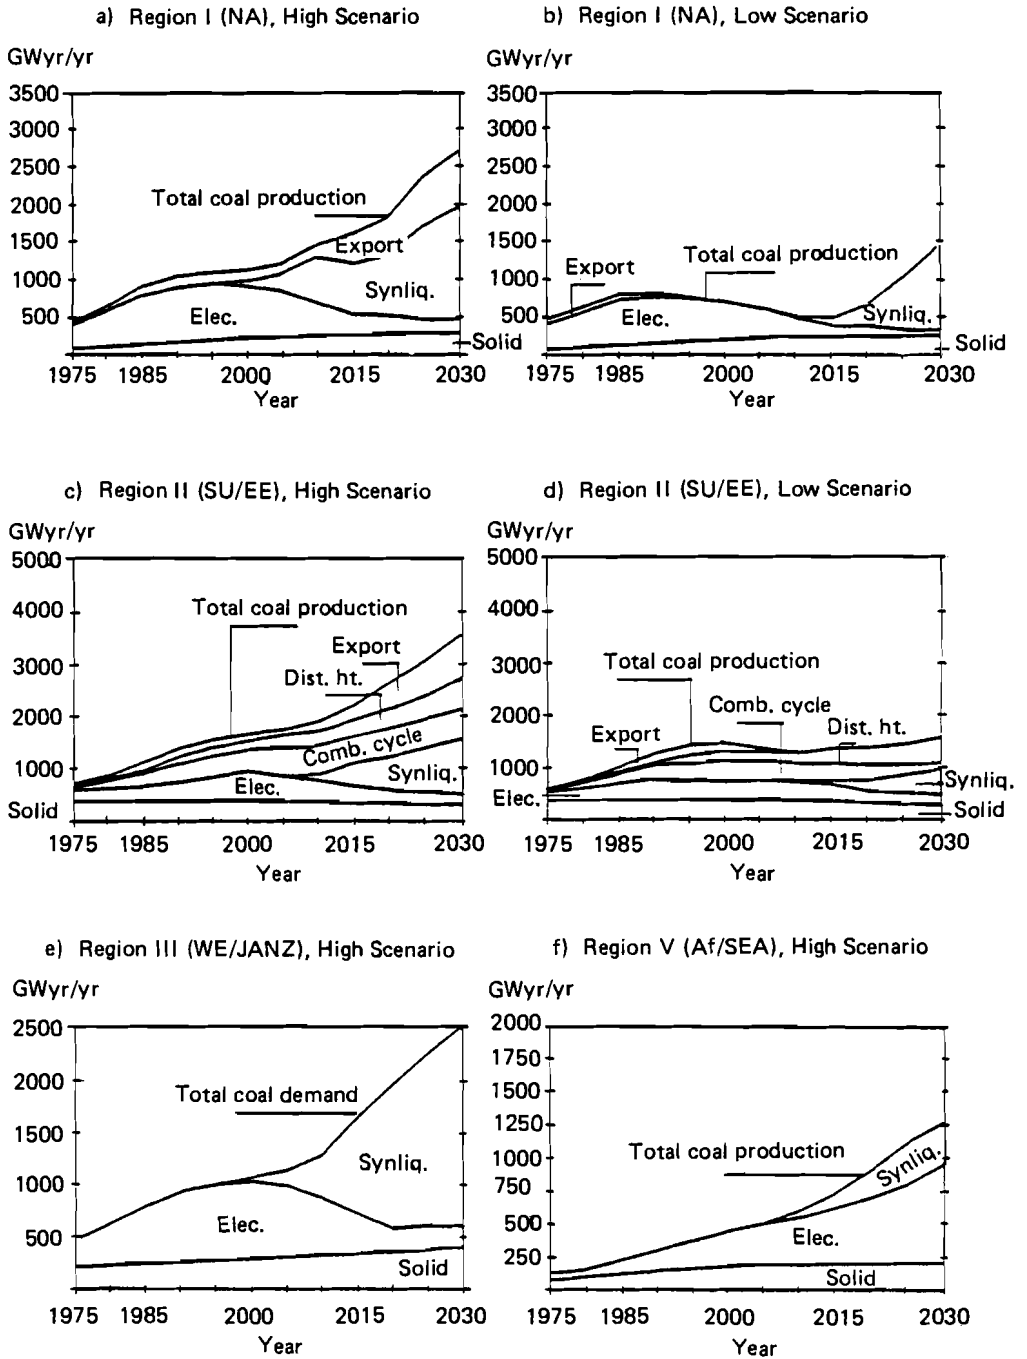 a) Region I (NA), High Scenario
GWyr/yr
3500
3000
2500
2000
1500
1000
500
Total coal production
Export
Synliq.
Elec.
Solid
1975 1985 2000 2015 2030
Year
b) Region I (NA), Low Scenario
GWyr/yr
3500
3000
2500
2000
1500
1000
500
Export
Total coal production
Elec.
Synliq.
Solid
1975 1985 2000 2015 2030
Year
c) Region II (SU/EE), High Scenario
GWyr/yr
5000
4000
3000
2000
1000
Solid
Total coal production
Export
Dist. ht.
Comb. cycle
Synliq.
Elec.
1975 1985 2000 2015 2030
Year
d) Region II (SU/EE), Low Scenario
GWyr/yr
5000
4000
3000
2000
1000
Elec.
Total coal production
Comb. cycle
Export
Dist. ht.
Synliq.
Solid
1975 1985 2000 2015 2030
Year
e) Region III (WE/JANZ), High Scenario
GWyr/yr
2500
2000
1500
1000
500
Total coal demand
Synliq.
Elec.
Solid
1975 1985 2000 2015 2030
Year
f) Region V (Af/SEA), High Scenario
GWyr/yr
2000
1750
1500
1250
1000
750
500
250
Total coal production
Synliq.
Elec.
Solid
1975 1985 2000 2015 2030
Year